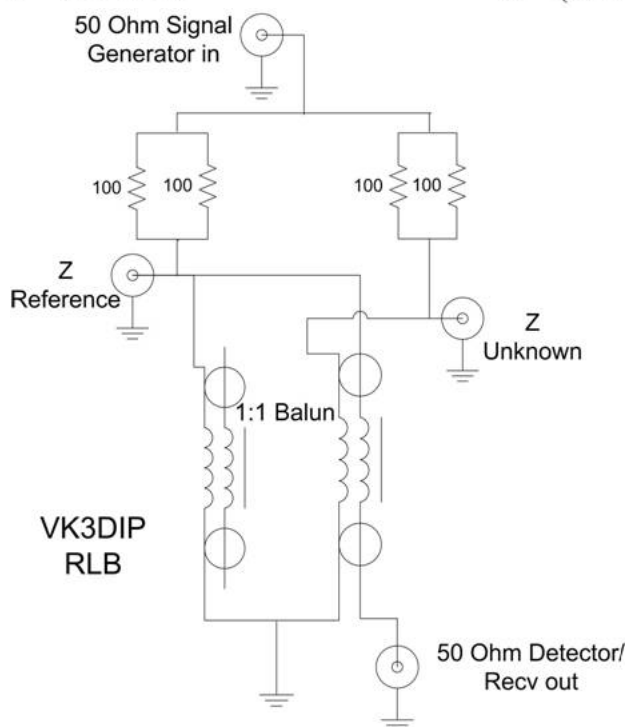 50 Ohm Signal
Generator in
100
100
100
100
Z
Reference
Z
Unknown
1:1 Balun
VK3DIP
RLB
50 Ohm Detector/
Recv out